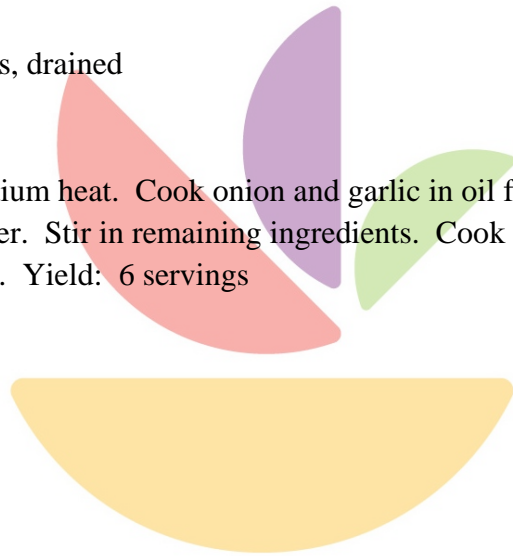 s, drained
ium heat. Cook onion and garlic in oil f
er. Stir in remaining ingredients. Cook
. Yield: 6 servings